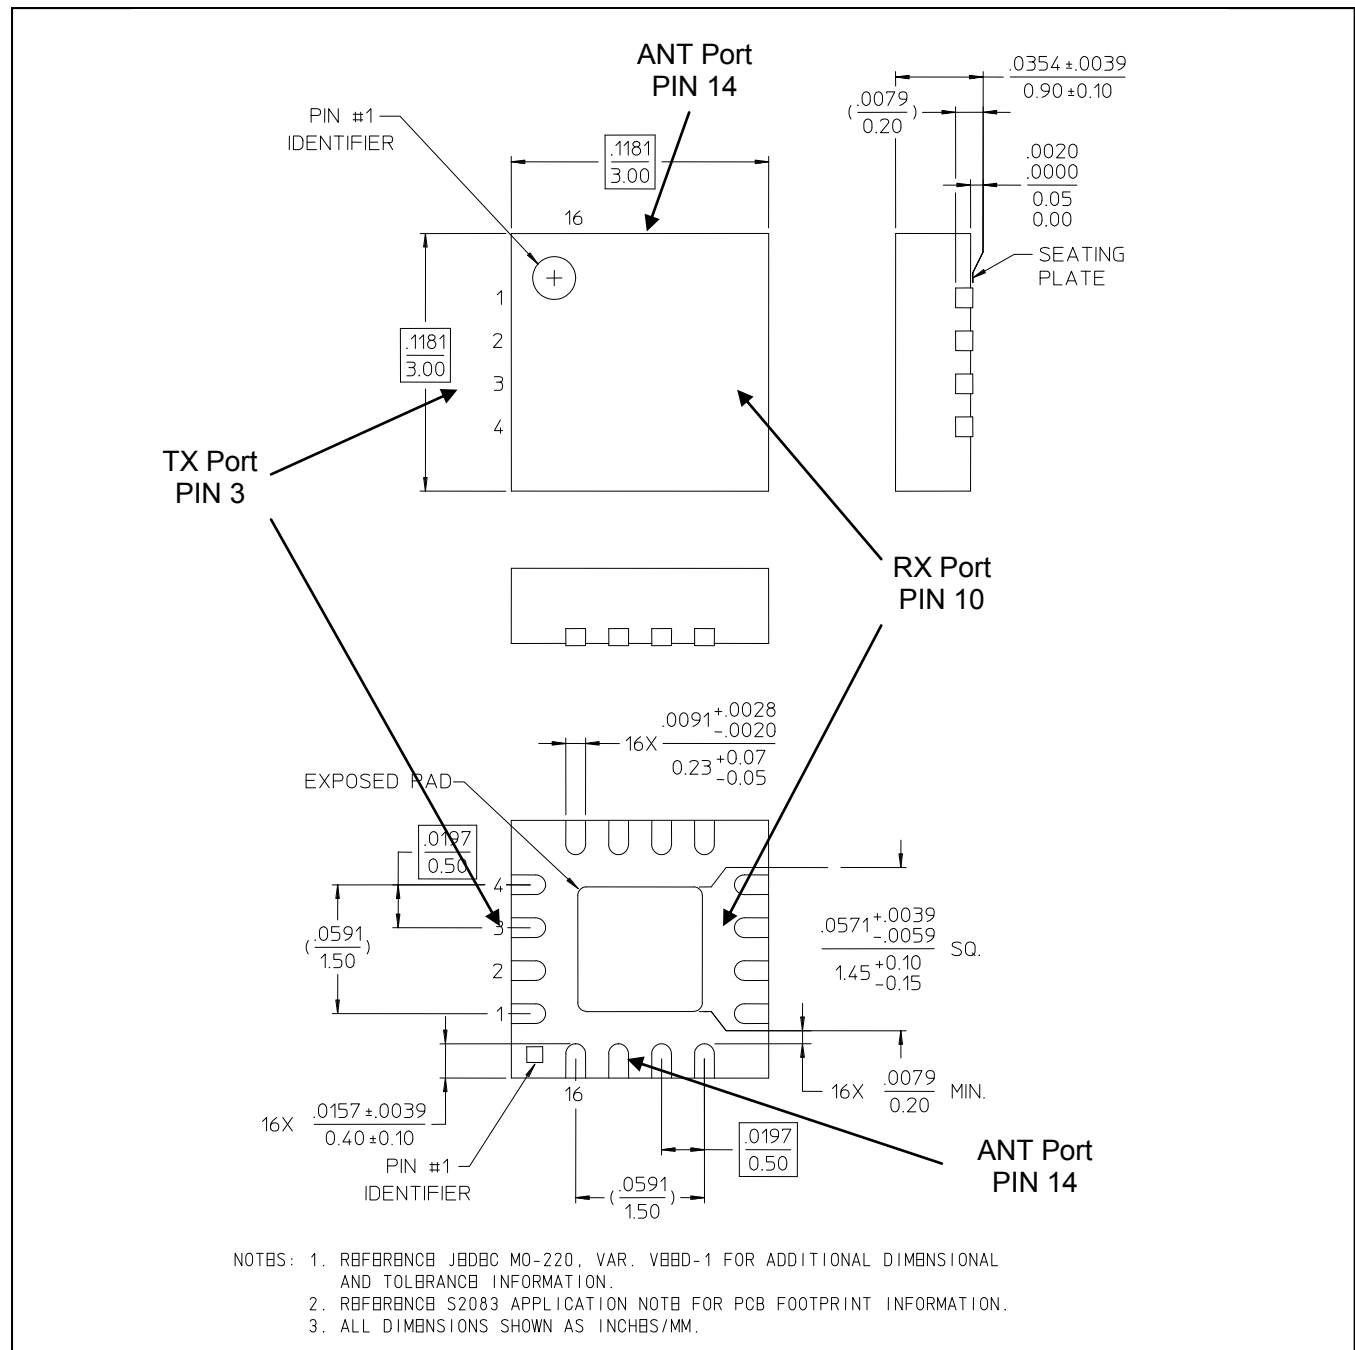 ANT Port
PIN 14
.0354 ±.0039
0.90 ±0.10
(.0079)
0.20
PIN #1
IDENTIFIER
.1181
3.00
.0020
.0000
0.05
0.00
16
SEATING
PLATE
1
2
3
4
.1181
3.00
TX Port
PIN 3
RX Port
PIN 10
16X .0091 +.0028 -.0020
0.23 +0.07 -0.05
EXPOSED PAD
.0197
0.50
4
3
2
1
(.0591)
1.50
.0571 +.0039 -.0059 SQ.
1.45 +0.10 -0.15
16
16X .0157 ±.0039
0.40 ±0.10
16X .0079 MIN.
0.20
PIN #1
IDENTIFIER
.0197
0.50
(.0591)
1.50
ANT Port
PIN 14
NOTES: 1. REFERENCE JEDEC MO-220, VAR. VEED-1 FOR ADDITIONAL DIMENSIONAL
AND TOLERANCE INFORMATION.
2. REFERENCE S2083 APPLICATION NOTE FOR PCB FOOTPRINT INFORMATION.
3. ALL DIMENSIONS SHOWN AS INCHES/MM.